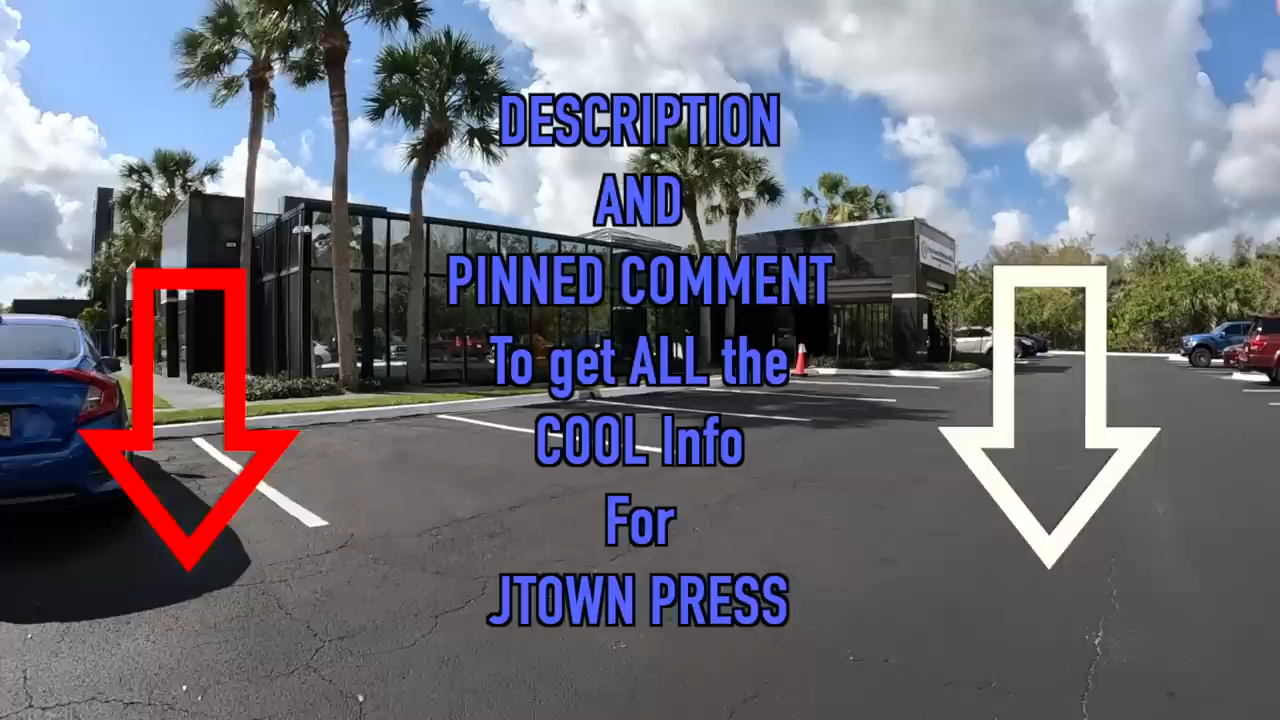 DESCRIPTION
AND
PINNED COMMENT
To get ALL the
COOL Info
For
JTOWN PRESS